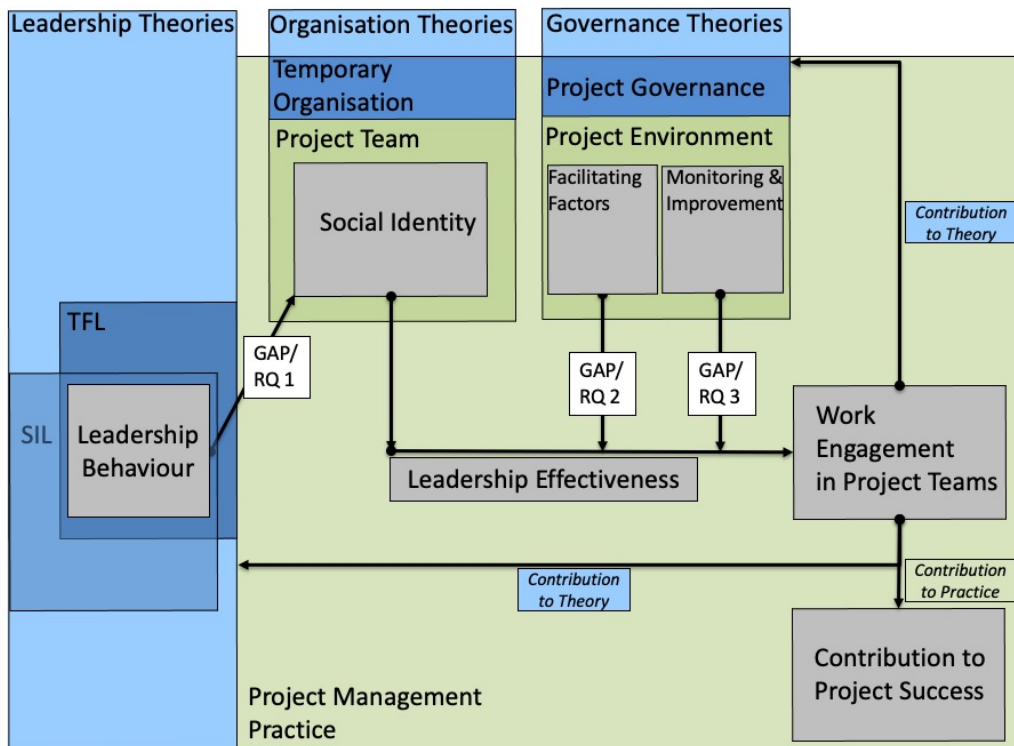 Leadership Theories
Organisation Theories
Governance Theories
Temporary
Organisation
Project Governance
Project Team
Project Environment
Facilitating
Factors
Monitoring &
Improvement
Social Identity
Contribution
to Theory
TFL
GAP/
RQ 1
GAP/
RQ 2
GAP/
RQ 3
SIL
Leadership
Behaviour
Work
Engagement
in Project Teams
Leadership Effectiveness
Contribution
to Theory
Contribution
to Practice
Contribution to
Project Success
Project Management
Practice